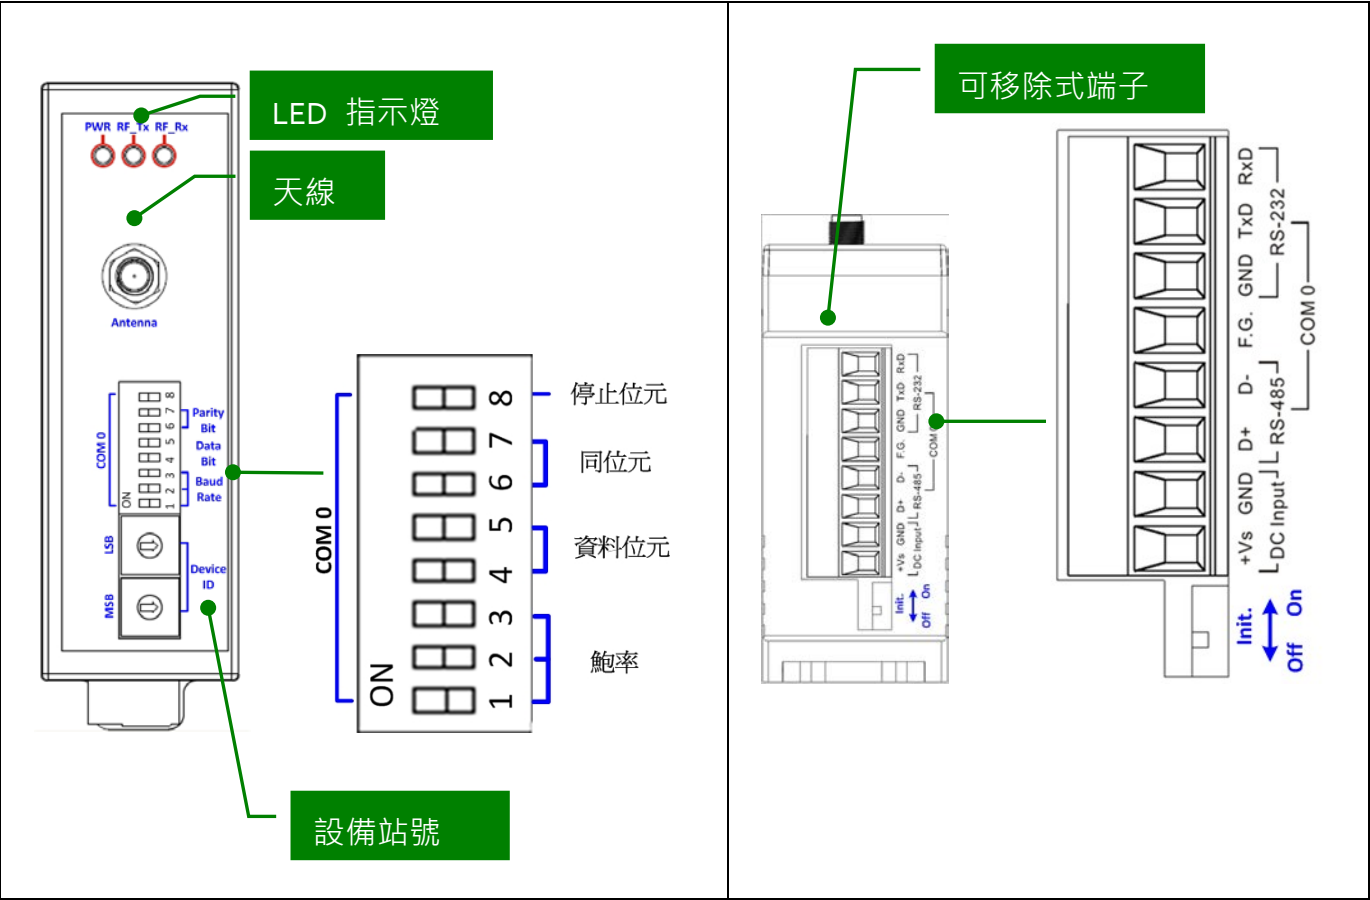 LED 指示燈
PWR RF_Tx RF_Rx
天線
Antenna
COM 0
ON
8
7
6
5
4
3
2
1
Parity
Bit
Data
Bit
Baud
Rate
LSB
MSB
Device
ID
設備站號
COM 0
ON
8 停止位元
7
同位元
6
5
資料位元
4
3
2 鮑率
1
可移除式端子
RxD
TxD
GND
RS-232
F.G.
COM 0
D-
D+
RS-485
GND
+Vs
DC Input
Init.
On
Off
RxD
TxD
GND
RS-232
F.G.
COM 0
D-
D+
RS-485
GND
+Vs
DC Input
Init.
On
Off